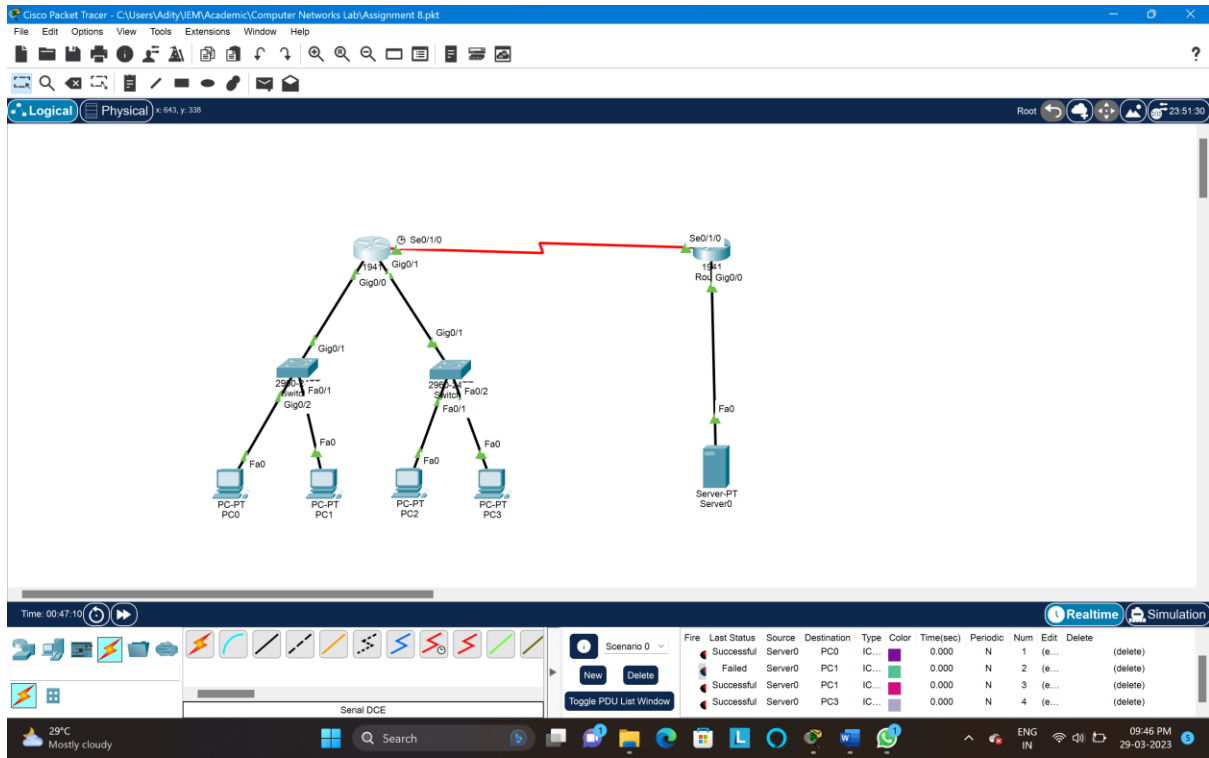 Cisco Packet Tracer - C:\Users\Adity\IEM\Academic\Computer Networks Lab\Assignment 8.pkt
File Edit Options View Tools Extensions Window Help
?
Logical Physical x: 643, y: 338 Root 23:51:30
Se0/1/0 Se0/1/0
1941 Gig0/1 1941
Gig0/0 Rou Gig0/0
Gig0/1
Gig0/1
Fa0/1 Fa0/2
Gig0/2 Fa0/1 Fa0
Fa0 Fa0
Fa0 Fa0
PC-PT PC-PT PC-PT PC-PT Server-PT
PC0 PC1 PC2 PC3 Server0
Time: 00:47:10 Realtime Simulation
Scenario 0
New Delete
Toggle PDU List Window
Serial DCE
Fire Last Status Source Destination Type Color Time(sec) Periodic Num Edit Delete
Successful Server0 PC0 IC... 0.000 N 1 (e... (delete)
Failed Server0 PC1 IC... 0.000 N 2 (e... (delete)
Successful Server0 PC1 IC... 0.000 N 3 (e... (delete)
Successful Server0 PC3 IC... 0.000 N 4 (e... (delete)
29°C
Mostly cloudy
Search
ENG
IN
09:46 PM
29-03-2023
5